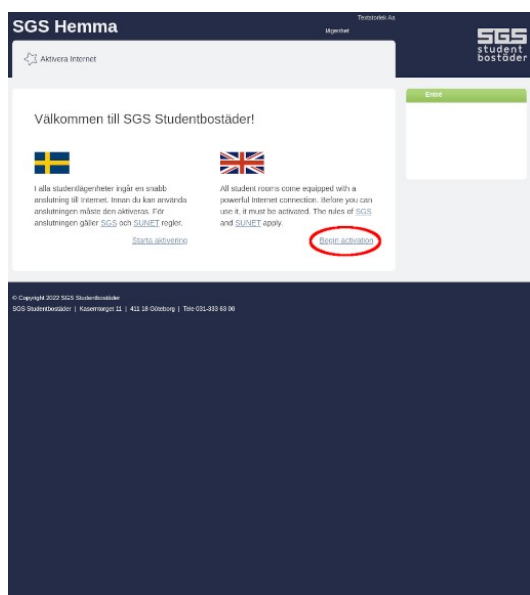 SGS Hemma
Textstorlek Aa
lägenhet
SGS
student
bostäder
Aktivera Internet
Entré
Välkommen till SGS Studentbostäder!
I alla studentlägenheter ingår en snabb
anslutning till Internet. Innan du kan använda
anslutningen måste den aktiveras. För
anslutningen gäller SGS och SUNET regler.
Starta aktivering
All student rooms come equipped with a
powerful Internet connection. Before you can
use it, it must be activated. The rules of SGS
and SUNET apply.
Begin activation
© Copyright 2022 SGS Studentbostäder
SGS Studentbostäder | Kaserntorget 11 | 411 18 Göteborg | Tele 031-333 63 00